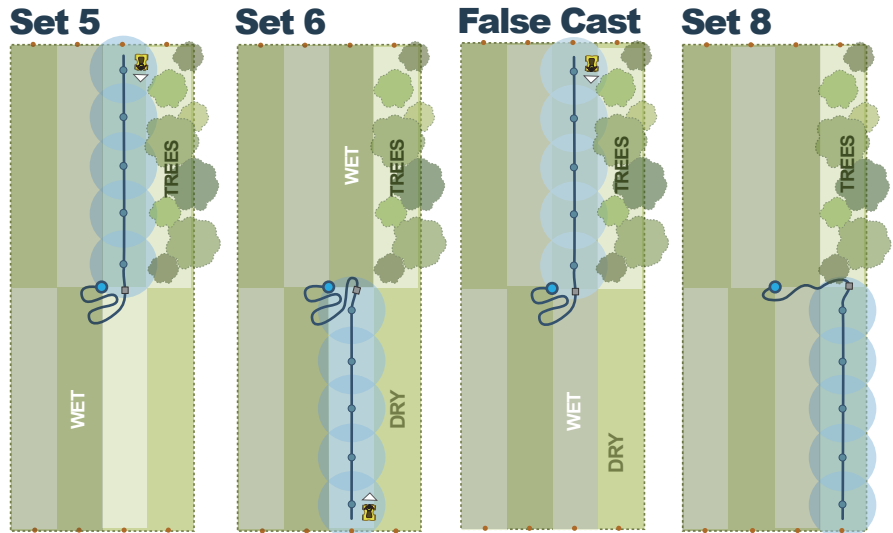 Set 5
Set 6
False Cast
Set 8
TREES
WET
WET
TREES
DRY
TREES
WET
DRY
TREES